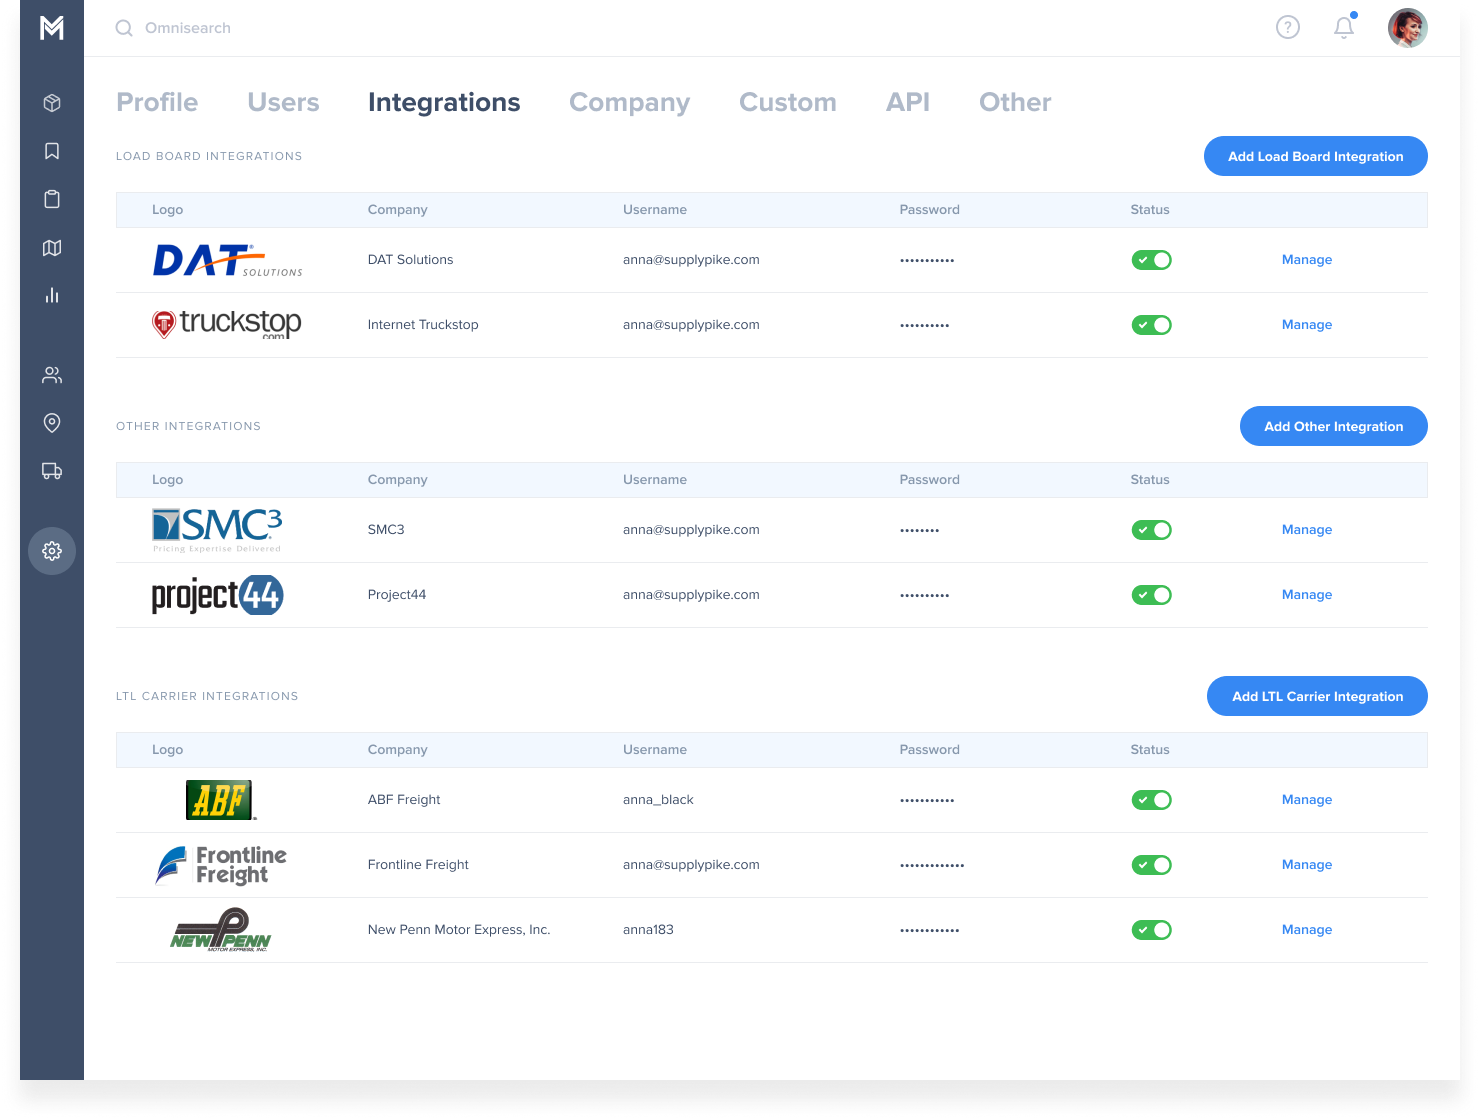 Omnisearch
?
Profile Users Integrations Company Custom API Other
LOAD BOARD INTEGRATIONS Add Load Board Integration
Logo Company Username Password Status
DAT SOLUTIONS DAT Solutions anna@supplypike.com ••••••••••• Manage
truckstop.com Internet Truckstop anna@supplypike.com •••••••••• Manage
OTHER INTEGRATIONS Add Other Integration
Logo Company Username Password Status
SMC³ SMC3 anna@supplypike.com •••••••• Manage
Pricing Expertise Delivered
project44 Project44 anna@supplypike.com •••••••••• Manage
LTL CARRIER INTEGRATIONS Add LTL Carrier Integration
Logo Company Username Password Status
ABF ABF Freight anna_black ••••••••••• Manage
Frontline
Freight Frontline Freight anna@supplypike.com ••••••••••••• Manage
NEW PENN New Penn Motor Express, Inc. anna183 •••••••••••• Manage
MOTOR EXPRESS, INC.